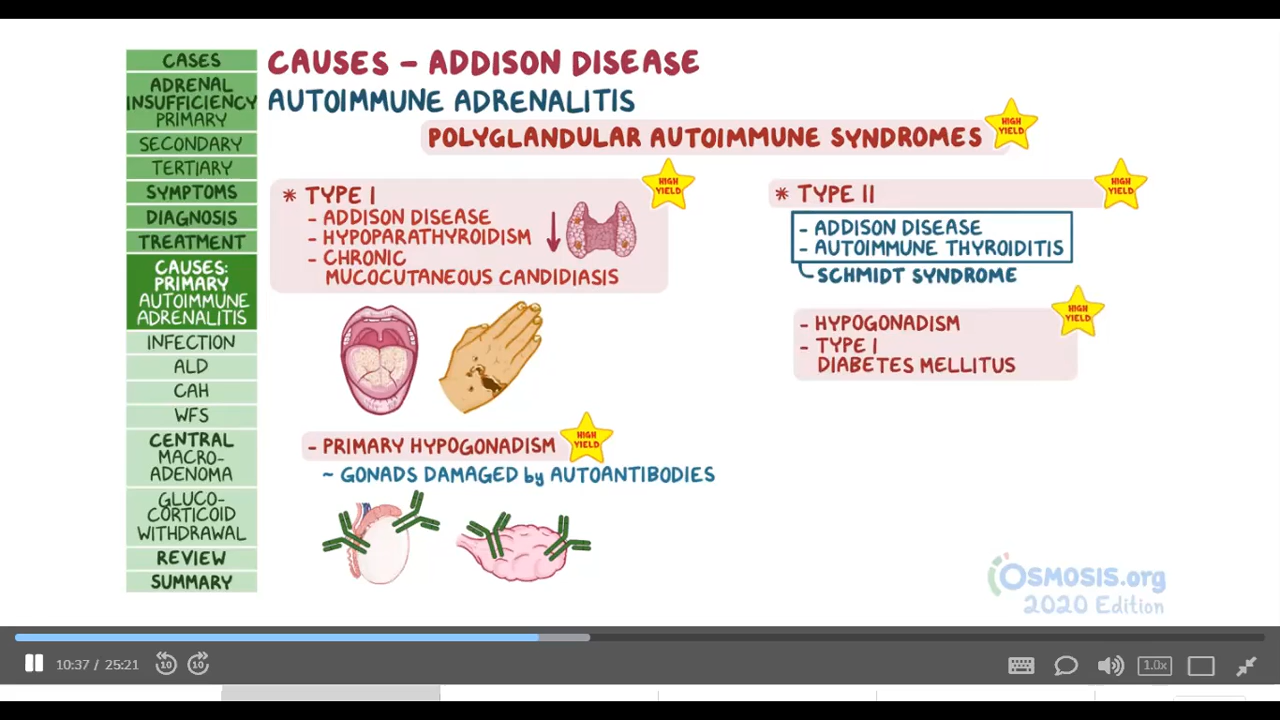 CASES
ADRENAL
INSUFFICIENCY
PRIMARY
SECONDARY
TERTIARY
SYMPTOMS
DIAGNOSIS
TREATMENT
CAUSES:
PRIMARY
AUTOIMMUNE
ADRENALITIS
INFECTION
ALD
CAH
WFS
CENTRAL
MACRO-
ADENOMA
GLUCO-
CORTICOID
WITHDRAWAL
REVIEW
SUMMARY
CAUSES – ADDISON DISEASE
AUTOIMMUNE ADRENALITIS
POLYGLANDULAR AUTOIMMUNE SYNDROMES
HIGH
YIELD
* TYPE I
HIGH
YIELD
- ADDISON DISEASE
- HYPOPARATHYROIDISM
- CHRONIC
MUCOCUTANEOUS CANDIDIASIS
- PRIMARY HYPOGONADISM
HIGH
YIELD
~ GONADS DAMAGED by AUTOANTIBODIES
* TYPE II
HIGH
YIELD
- ADDISON DISEASE
- AUTOIMMUNE THYROIDITIS
SCHMIDT SYNDROME
HIGH
YIELD
- HYPOGONADISM
- TYPE I
DIABETES MELLITUS
OSMOSIS.org
2020 Edition
10:37 / 25:21
10
10
1.0x